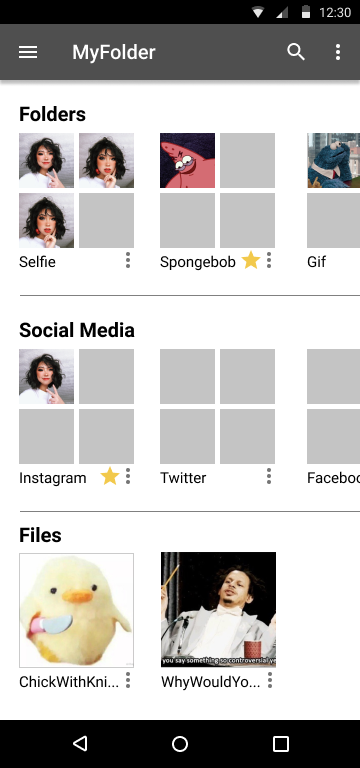 12:30
MyFolder
Folders
Selfie
Spongebob
Gif
Social Media
Instagram
Twitter
Faceboo
Files
you say something so controversial ye
ChickWithKni...
WhyWouldYo...